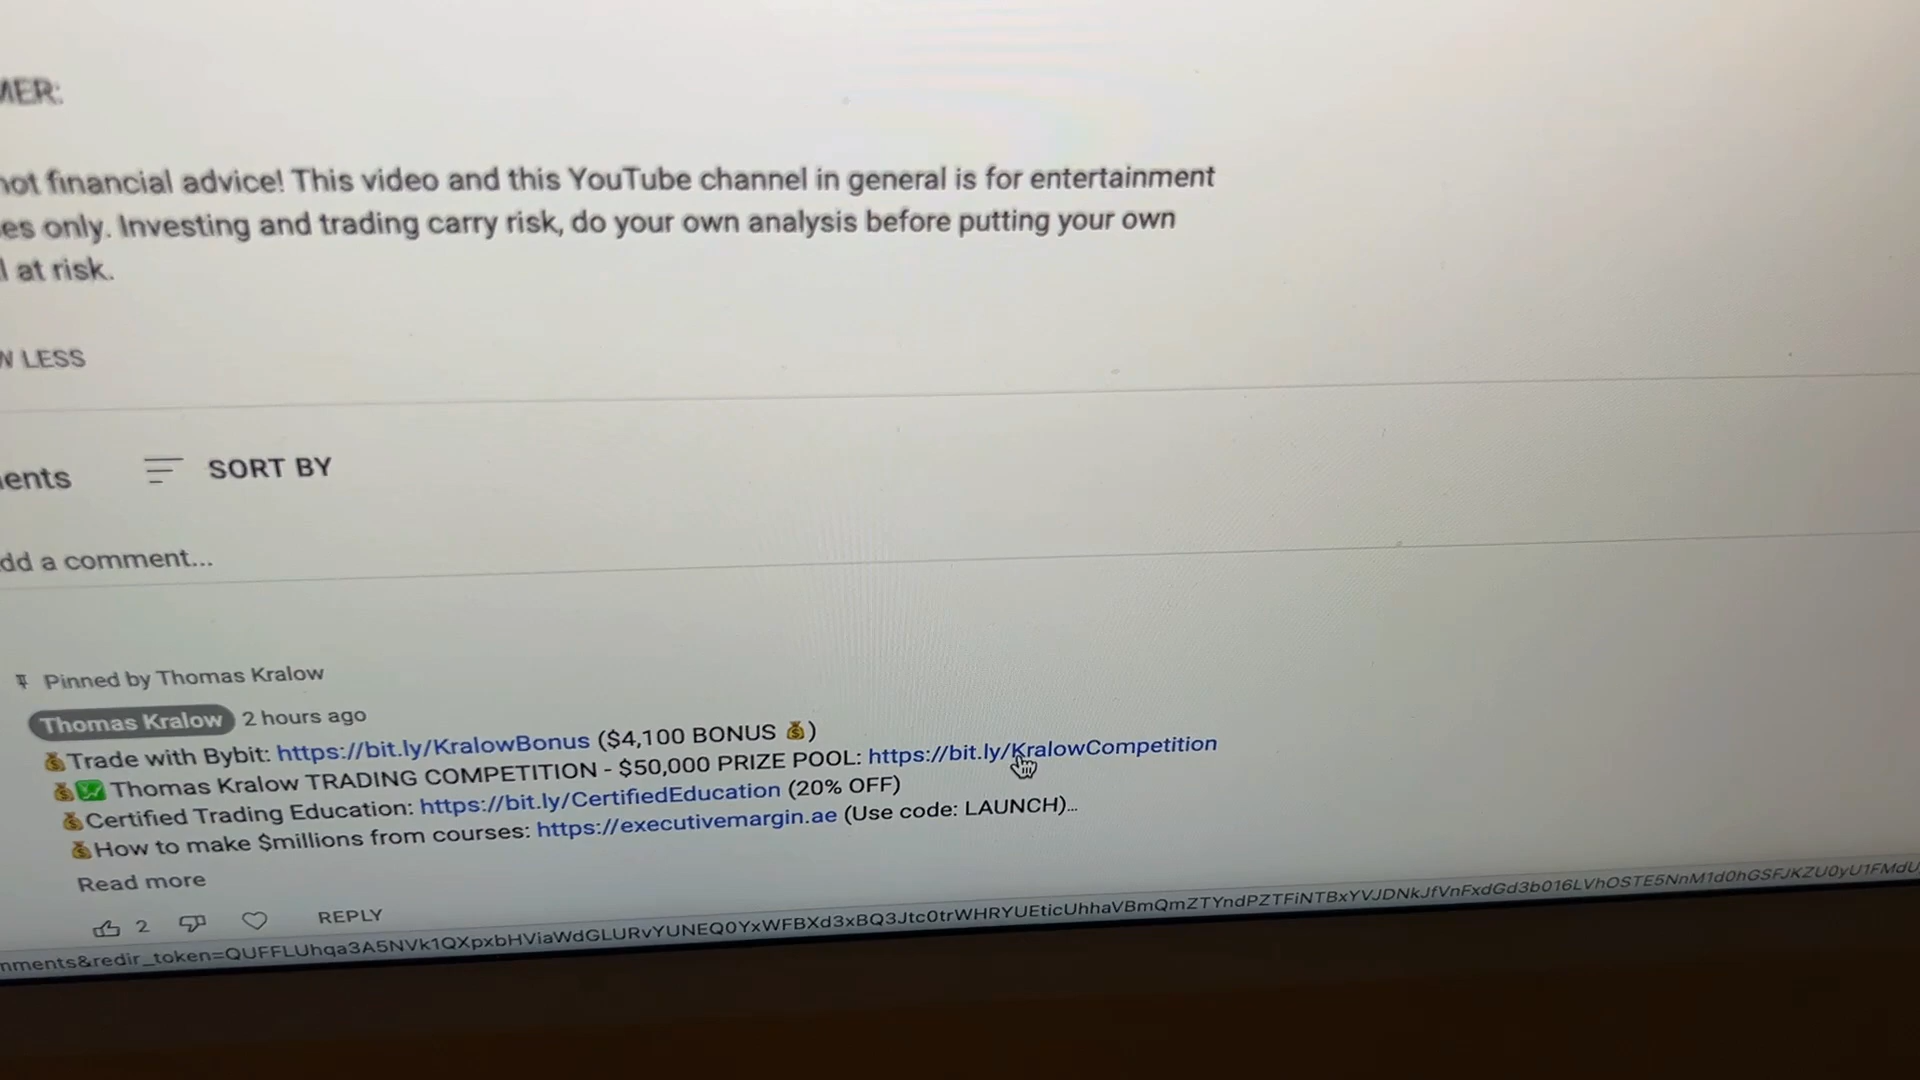 MER:
not financial advice! This video and this YouTube channel in general is for entertainment
es only. Investing and trading carry risk, do your own analysis before putting your own
l at risk.
W LESS
ents SORT BY
dd a comment...
Pinned by Thomas Kralow
Thomas Kralow 2 hours ago
💰Trade with Bybit: https://bit.ly/KralowBonus ($4,100 BONUS 💰)
💰💹 Thomas Kralow TRADING COMPETITION - $50,000 PRIZE POOL: https://bit.ly/KralowCompetition
💰Certified Trading Education: https://bit.ly/CertifiedEducation (20% OFF)
💰How to make $millions from courses: https://executivemargin.ae (Use code: LAUNCH)...
Read more
2 REPLY